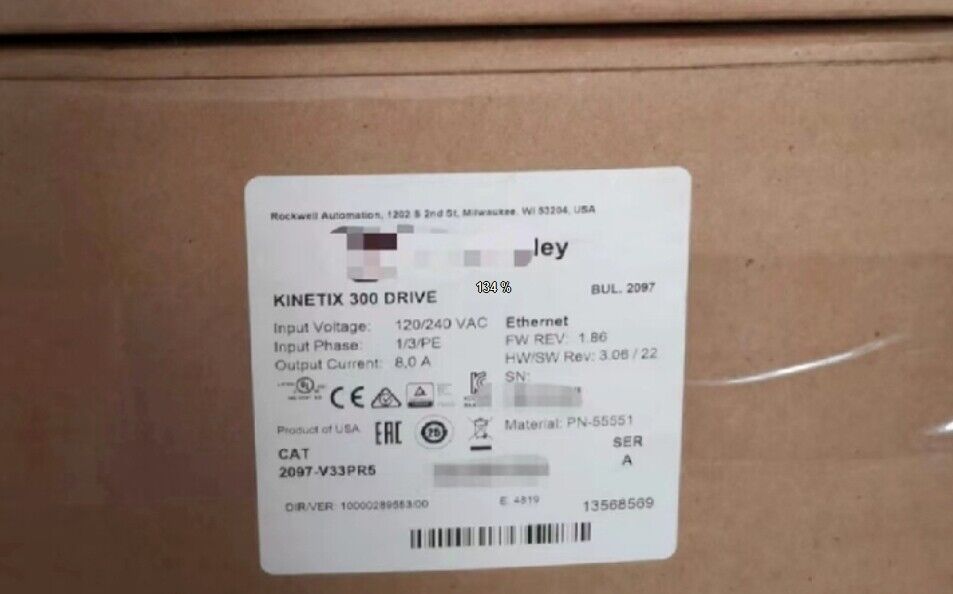 Rockwell Automation, 1202 S 2nd St, Milwaukee, WI 53204, USA
ley
134 %
KINETIX 300 DRIVE
BUL. 2097
Input Voltage: 120/240 VAC
Input Phase: 1/3/PE
Output Current: 8.0 A
Ethernet
FW REV: 1.86
HW/SW Rev: 3.06 / 22
SN:
Material: PN-55551
Product of USA
EAC
25
CAT
2097-V33PR5
SER
A
DIR/VER: 10000289563/00
E. 4819
13568569